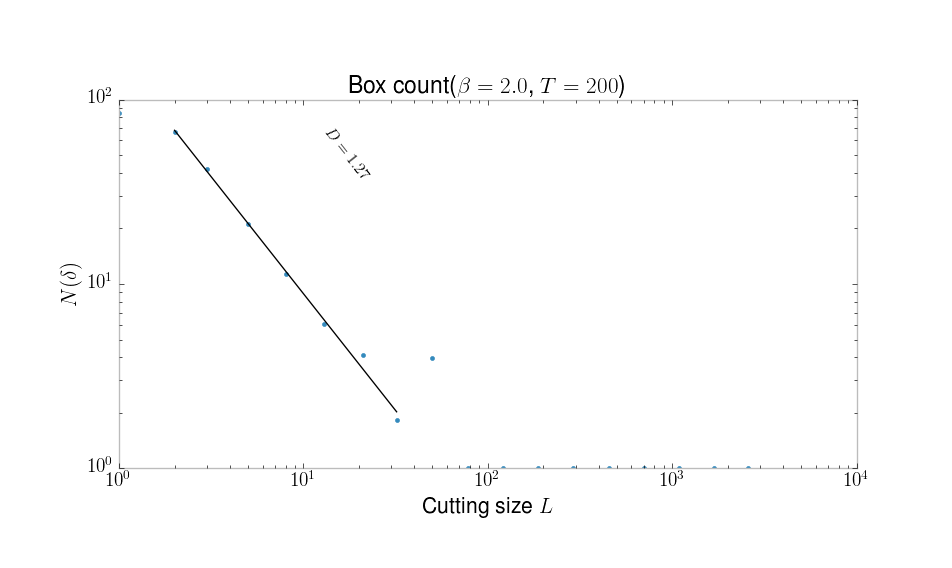 Box count(β = 2.0, T = 200)
10²
D = 1.27
N(δ)
10¹
10⁰
10⁰ 10¹ 10² 10³ 10⁴
Cutting size L